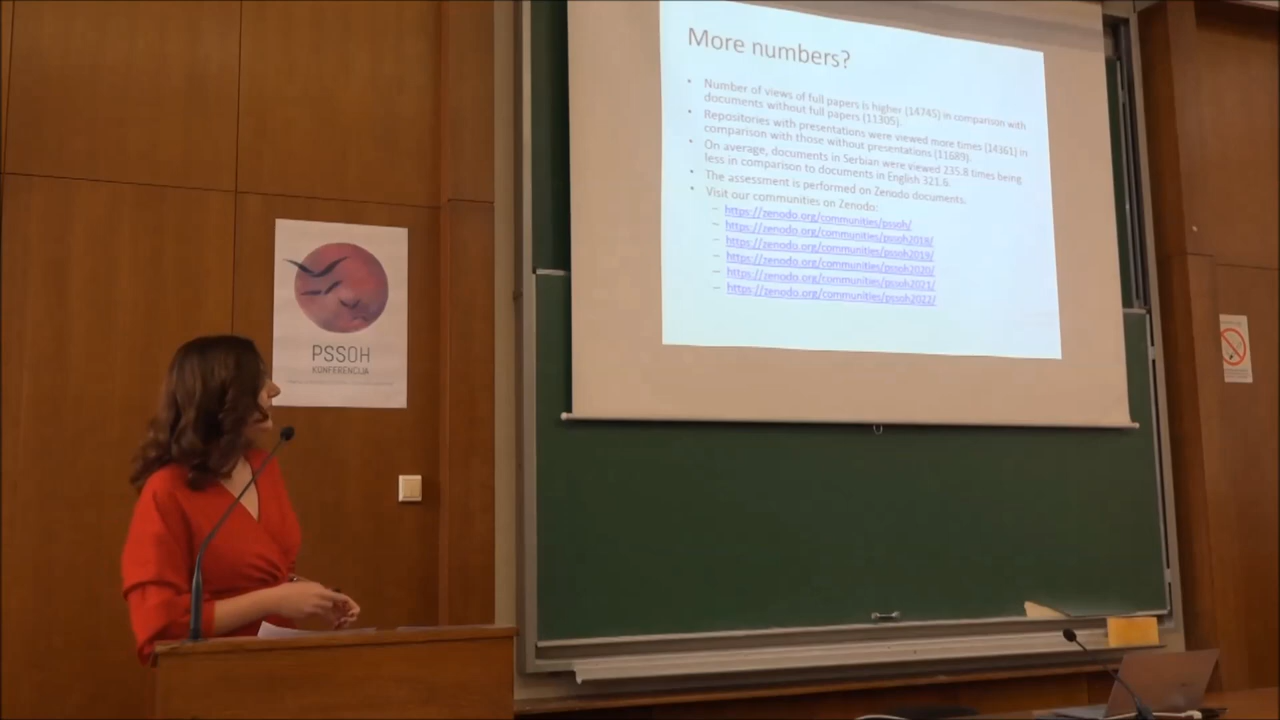 More numbers?
• Number of views of full papers is higher (14745) in comparison with
documents without full papers (11305).
• Repositories with presentations were viewed more times (14361) in
comparison with those without presentations (11689).
• On average, documents in Serbian were viewed 235.8 times being
less in comparison to documents in English 321.6.
• The assessment is performed on Zenodo documents.
• Visit our communities on Zenodo:
– https://zenodo.org/communities/pssoh/
– https://zenodo.org/communities/pssoh2018/
– https://zenodo.org/communities/pssoh2019/
– https://zenodo.org/communities/pssoh2020/
– https://zenodo.org/communities/pssoh2021/
– https://zenodo.org/communities/pssoh2022/
PSSOH
KONFERENCIJA